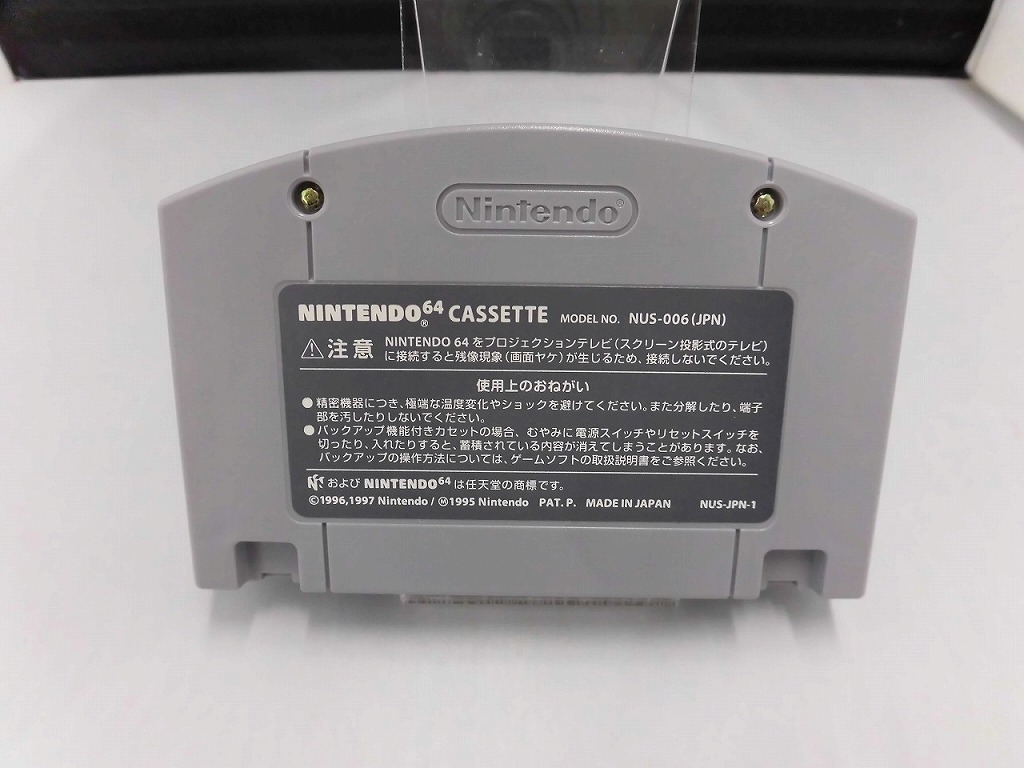 Nintendo®
NINTENDO64® CASSETTE MODEL NO. NUS-006(JPN)
⚠注意 NINTENDO 64をプロジェクションテレビ(スクリーン投影式のテレビ)
に接続すると残像現象(画面ヤケ)が生じるため、接続しないでください。
使用上のおねがい
●精密機器につき、極端な温度変化やショックを避けてください。また分解したり、端子
部を汚したりしないでください。
●バックアップ機能付きカセットの場合、むやみに電源スイッチやリセットスイッチを
切ったり、入れたりすると、蓄積されている内容が消えてしまうことがあります。なお、
バックアップの操作方法については、ゲームソフトの取扱説明書をご参照ください。
および NINTENDO64は任天堂の商標です。
©1996,1997 Nintendo/Ⓜ1995 Nintendo PAT. P. MADE IN JAPAN NUS-JPN-1